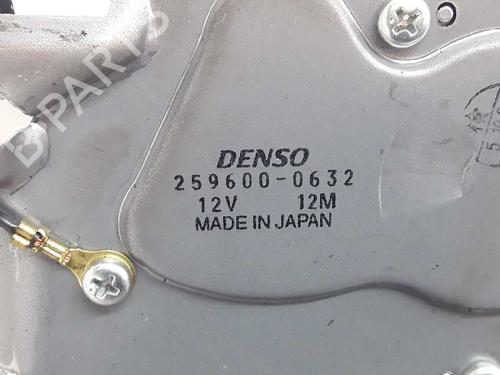 DENSO
259600-0632
12V 12M
MADE IN JAPAN
B-Parts